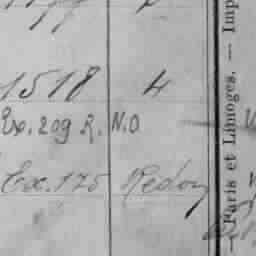 1518 4
Ex. 209 R. N.O
Ex. 175 Redon
— Paris et Limoges. — Imp